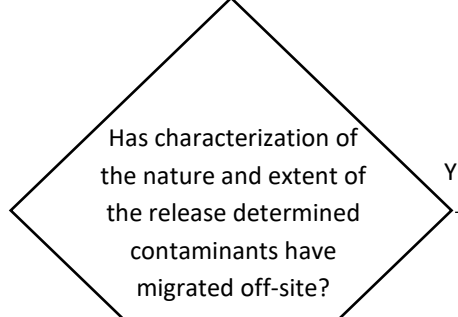 Has characterization of
the nature and extent of
the release determined
contaminants have
migrated off-site?
Y